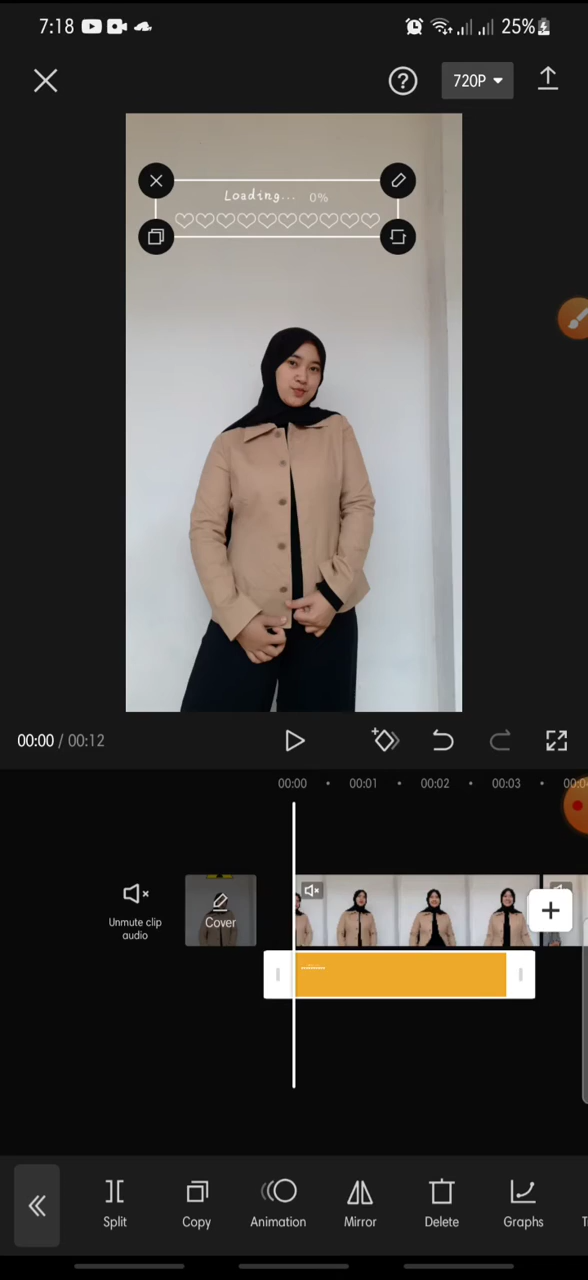 7:18
25%
720P
Loading... 0%
00:00 / 00:12
00:00
00:01
00:02
00:03
Unmute clip
audio
Cover
Split
Copy
Animation
Mirror
Delete
Graphs